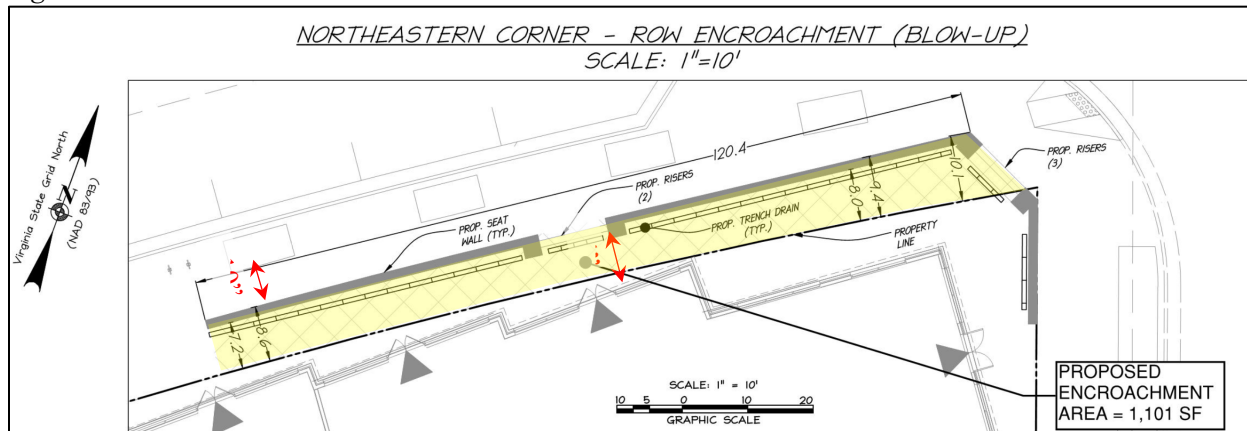 NORTHEASTERN CORNER - ROW ENCROACHMENT (BLOW-UP)
SCALE: 1"=10'
Virginia State Grid North
(NAD 83/93)
N
120.4
PROP. RISERS
(2)
PROP. SEAT
WALL (TYP.)
PROP. TRENCH DRAIN
(TYP.)
PROPERTY
LINE
PROP. RISERS
(3)
10.1
9.4
8.0
8.6
7.2
SCALE: 1" = 10'
10 5 0 10 20
GRAPHIC SCALE
PROPOSED
ENCROACHMENT
AREA = 1,101 SF